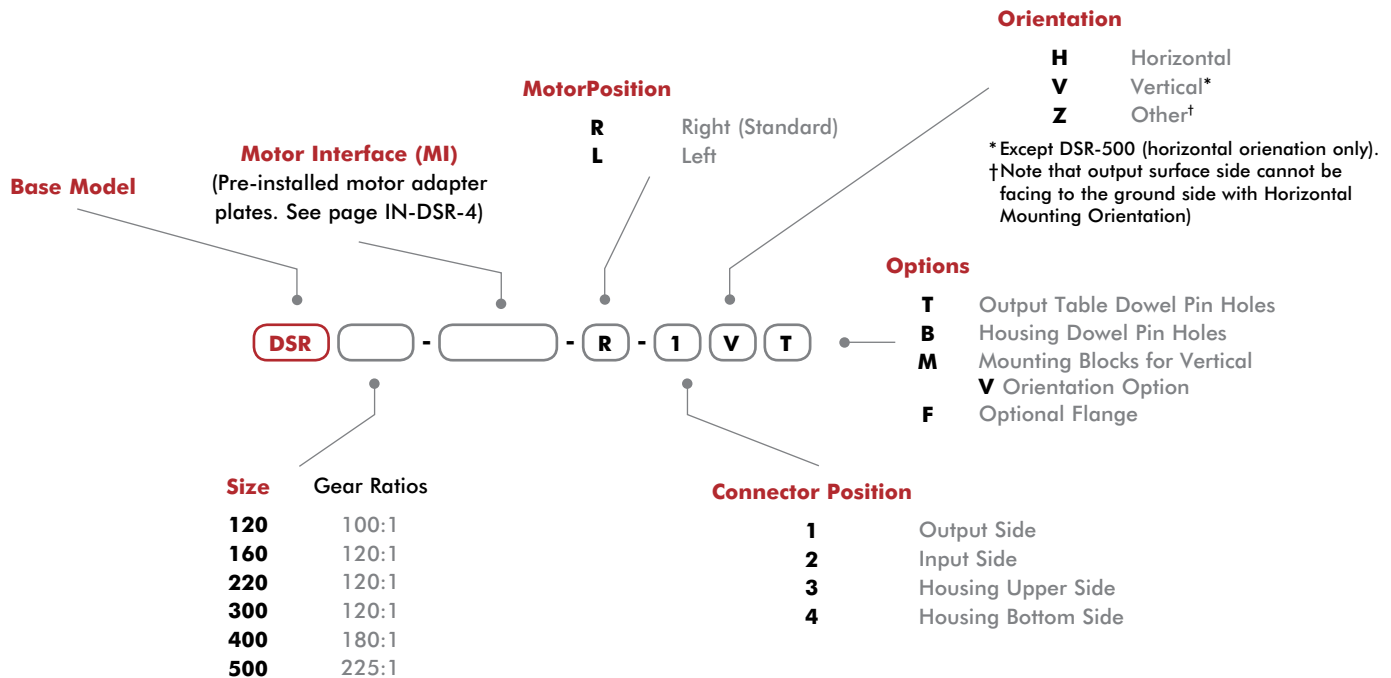 Orientation
H Horizontal
V Vertical*
Z Other†
*Except DSR-500 (horizontal orienation only).
†Note that output surface side cannot be
facing to the ground side with Horizontal
Mounting Orientation)
MotorPosition
R Right (Standard)
L Left
Motor Interface (MI)
(Pre-installed motor adapter
plates. See page IN-DSR-4)
Base Model
Options
T Output Table Dowel Pin Holes
B Housing Dowel Pin Holes
M Mounting Blocks for Vertical
V Orientation Option
F Optional Flange
DSR - - R - 1 V T
Size Gear Ratios
120 100:1
160 120:1
220 120:1
300 120:1
400 180:1
500 225:1
Connector Position
1 Output Side
2 Input Side
3 Housing Upper Side
4 Housing Bottom Side